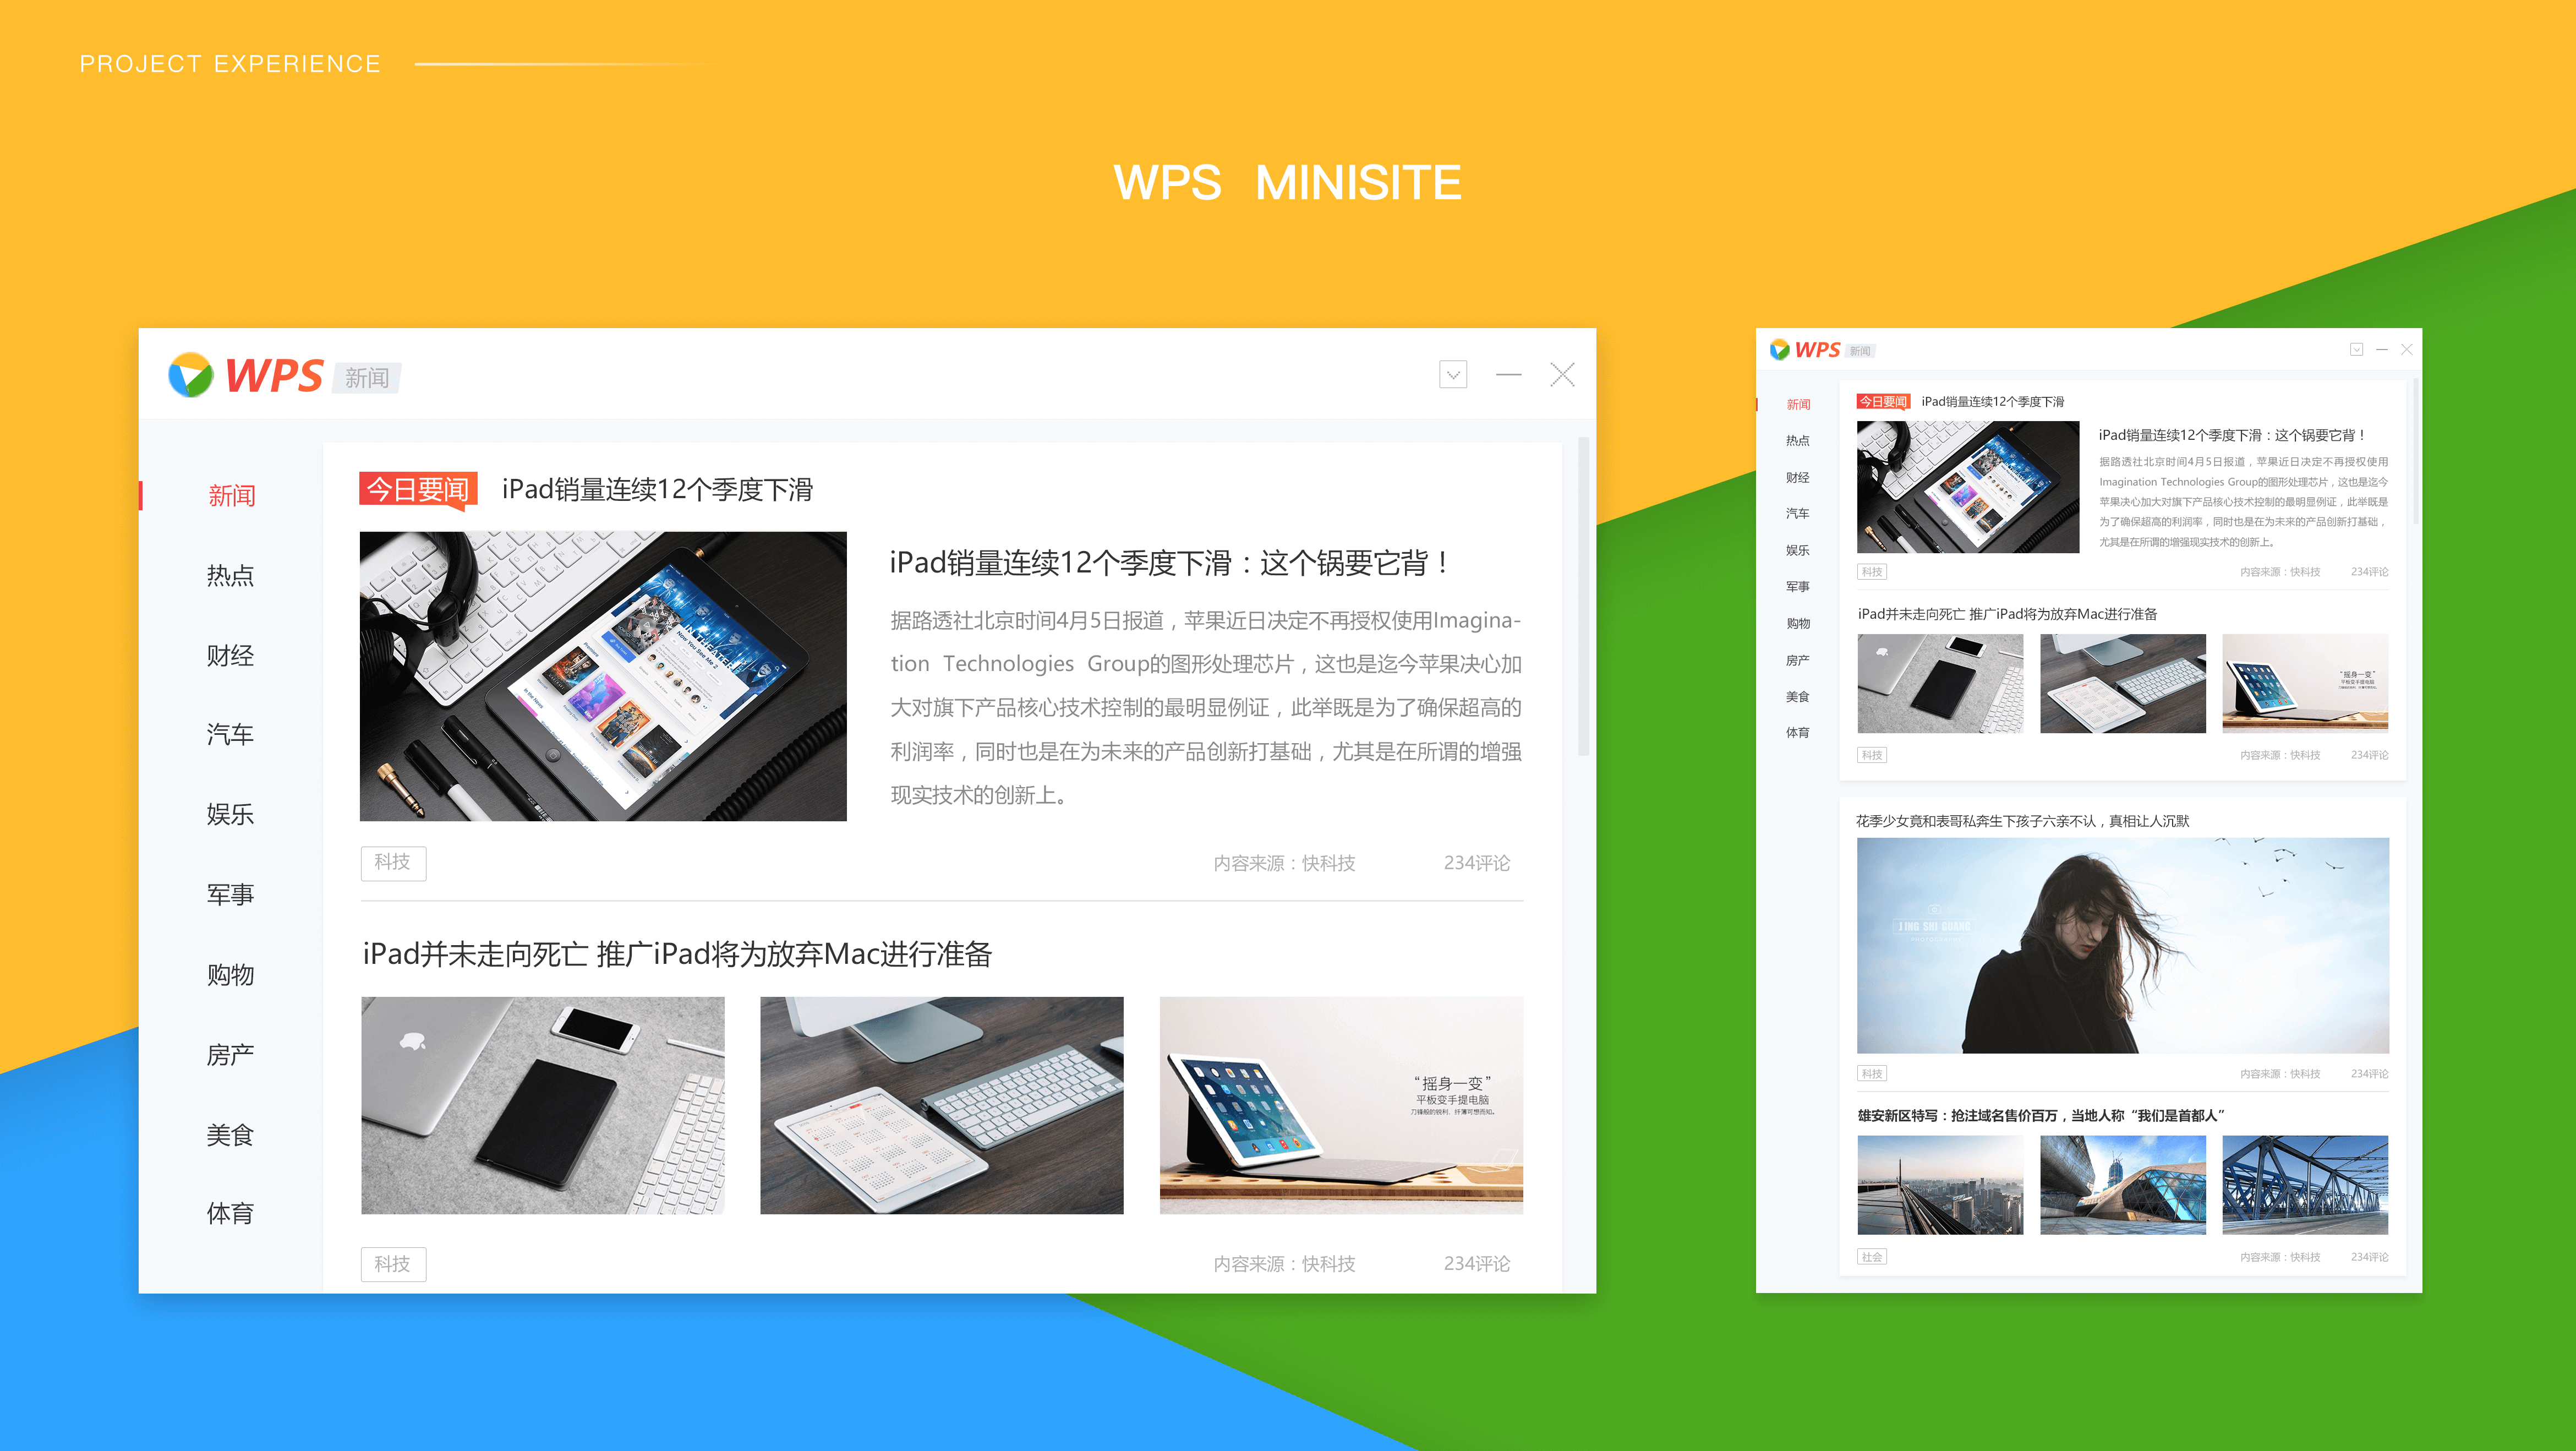 PROJECT EXPERIENCE
WPS MINISITE
WPS 新闻
新闻
热点
财经
汽车
娱乐
军事
购物
房产
美食
体育
今日要闻 iPad销量连续12个季度下滑
iPad销量连续12个季度下滑：这个锅要它背！
据路透社北京时间4月5日报道，苹果近日决定不再授权使用Imagina-
tion Technologies Group的图形处理芯片，这也是迄今苹果决心加
大对旗下产品核心技术控制的最明显例证，此举既是为了确保超高的
利润率，同时也是在为未来的产品创新打基础，尤其是在所谓的增强
现实技术的创新上。
科技 内容来源：快科技 234评论
iPad并未走向死亡 推广iPad将为放弃Mac进行准备
“摇身一变”
平板变手提电脑
刀锋般的锐利，纤薄可想而知。
科技 内容来源：快科技 234评论
WPS 新闻
新闻
热点
财经
汽车
娱乐
军事
购物
房产
美食
体育
今日要闻 iPad销量连续12个季度下滑
iPad销量连续12个季度下滑：这个锅要它背！
据路透社北京时间4月5日报道，苹果近日决定不再授权使用
Imagination Technologies Group的图形处理芯片，这也是迄今
苹果决心加大对旗下产品核心技术控制的最明显例证，此举既是
为了确保超高的利润率，同时也是在为未来的产品创新打基础，
尤其是在所谓的增强现实技术的创新上。
科技 内容来源：快科技 234评论
iPad并未走向死亡 推广iPad将为放弃Mac进行准备
“摇身一变”
平板变手提电脑
科技 内容来源：快科技 234评论
花季少女竟和表哥私奔生下孩子六亲不认，真相让人沉默
JING SHI GUANG
PHOTOGRAPHY
科技 内容来源：快科技 234评论
雄安新区特写：抢注域名售价百万，当地人称“我们是首都人”
社会 内容来源：快科技 234评论